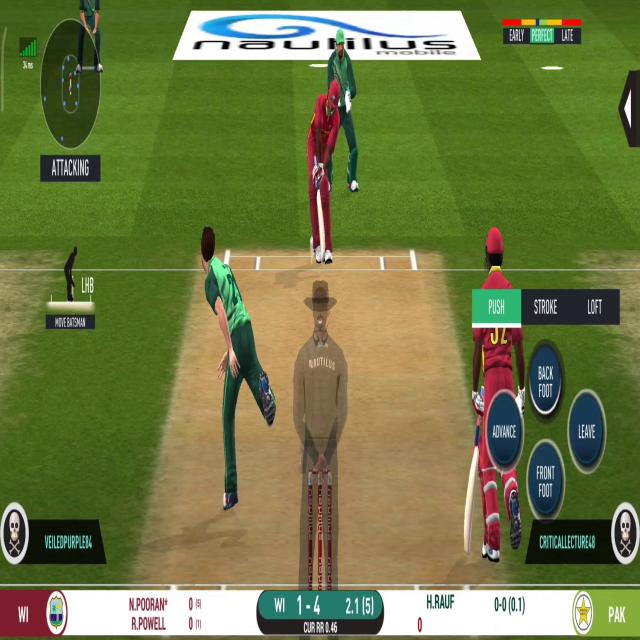 nautilus
mobile
EARLY PERFECT LATE
34 ms
ATTACKING
LHB
MOVE BATSMAN
NAUTILUS
PUSH STROKE LOFT
BACK
FOOT
ADVANCE
LEAVE
FRONT
FOOT
VEILEDPURPLE84
CRITICALLECTURE48
WI
N.POORAN* 0 (5)
R.POWELL 0 (1)
WI 1-4 2.1 (5)
CUR RR 0.46
H.RAUF 0-0 (0.1)
0
PAK